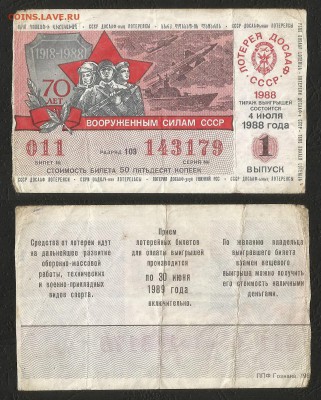 COINS.LAV.RU
1918-1988
70
ЛЕТ
ВООРУЖЕННЫМ СИЛАМ СССР
011
РАЗРЯД 103
143179
БИЛЕТ №
СЕРИЯ №
СТОИМОСТЬ БИЛЕТА 50 ПЯТЬДЕСЯТ КОПЕЕК
ЛОТЕРЕЯ ДОСААФ
СССР
1988
ТИРАЖ ВЫИГРЫШЕЙ
СОСТОИТСЯ
4 ИЮЛЯ
1988 года
1
ВЫПУСК
Средства от лотереи идут
на дальнейшее развитие
оборонно-массовой
работы, технических
и военно-прикладных
видов спорта.
Прием
лотерейных билетов
для оплаты выигрышей
производится
по 30 июня
1989 года
включительно.
По желанию владельца
выигравшего билета
взамен вещевого
выигрыша можно получить
его стоимость наличными
деньгами.